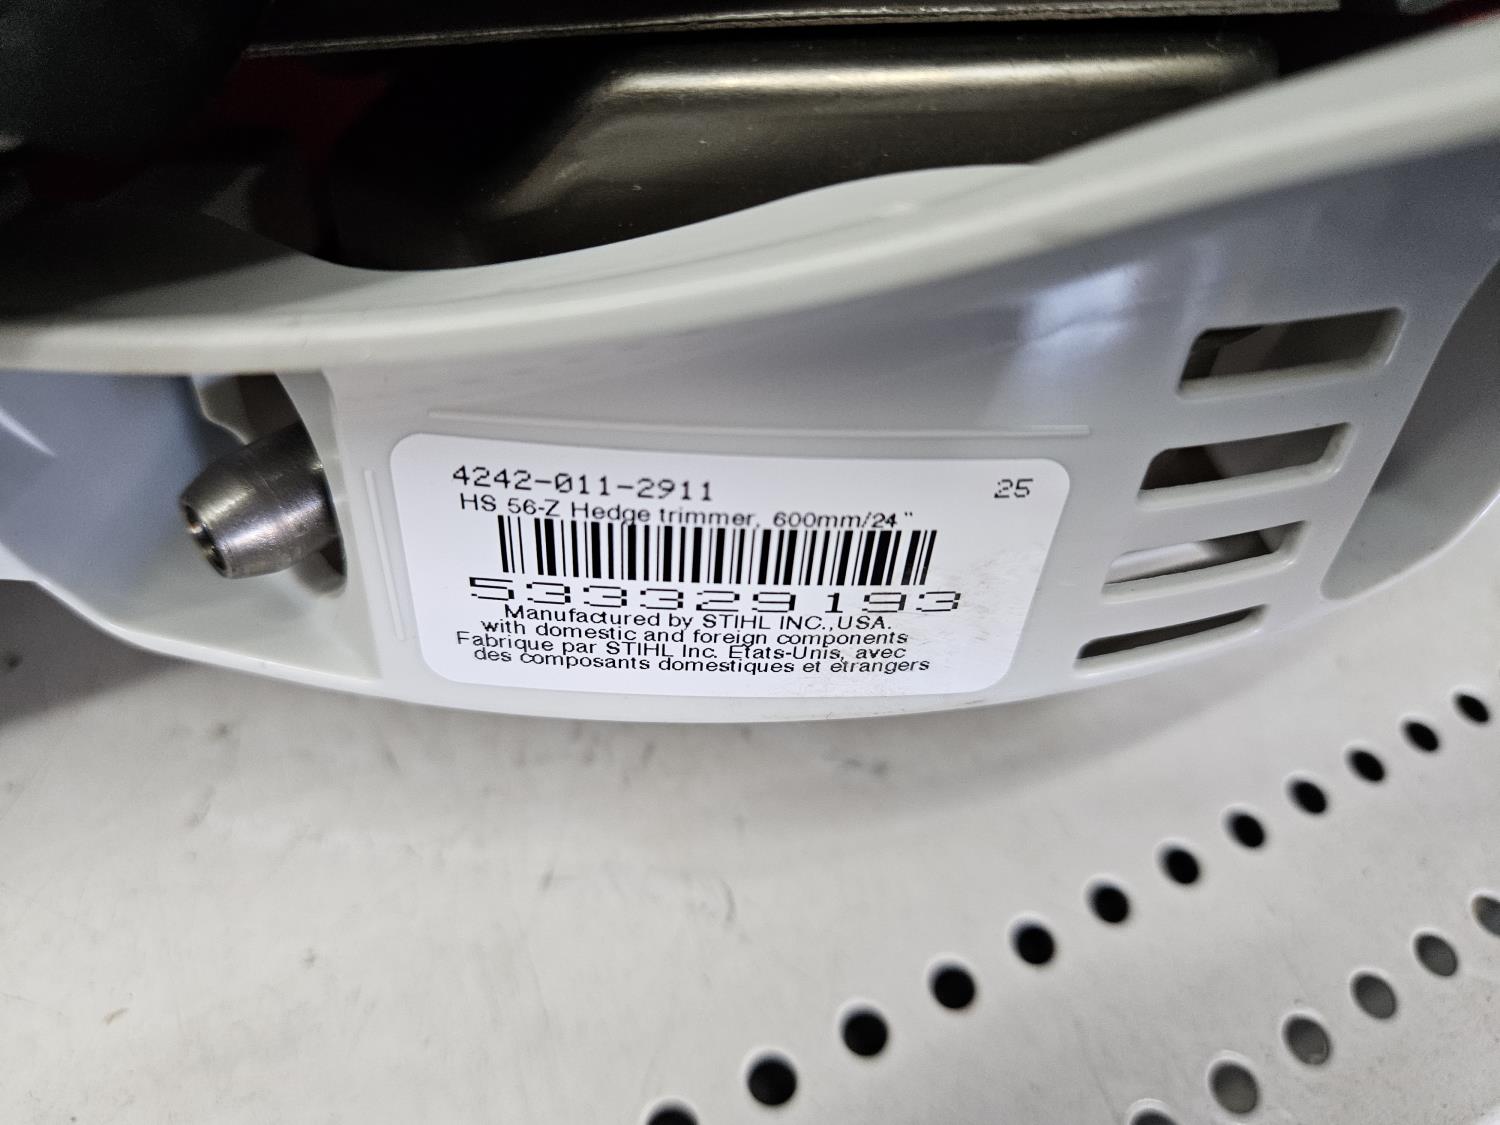 4242-011-2911 25
HS 56-Z Hedge trimmer, 600mm/24"
533329193
Manufactured by STIHL INC.,USA.
with domestic and foreign components
Fabrique par STIHL Inc. Etats-Unis, avec
des composants domestiques et etrangers